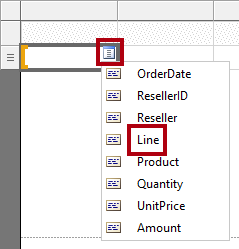 OrderDate
ResellerID
Reseller
Line
Product
Quantity
UnitPrice
Amount